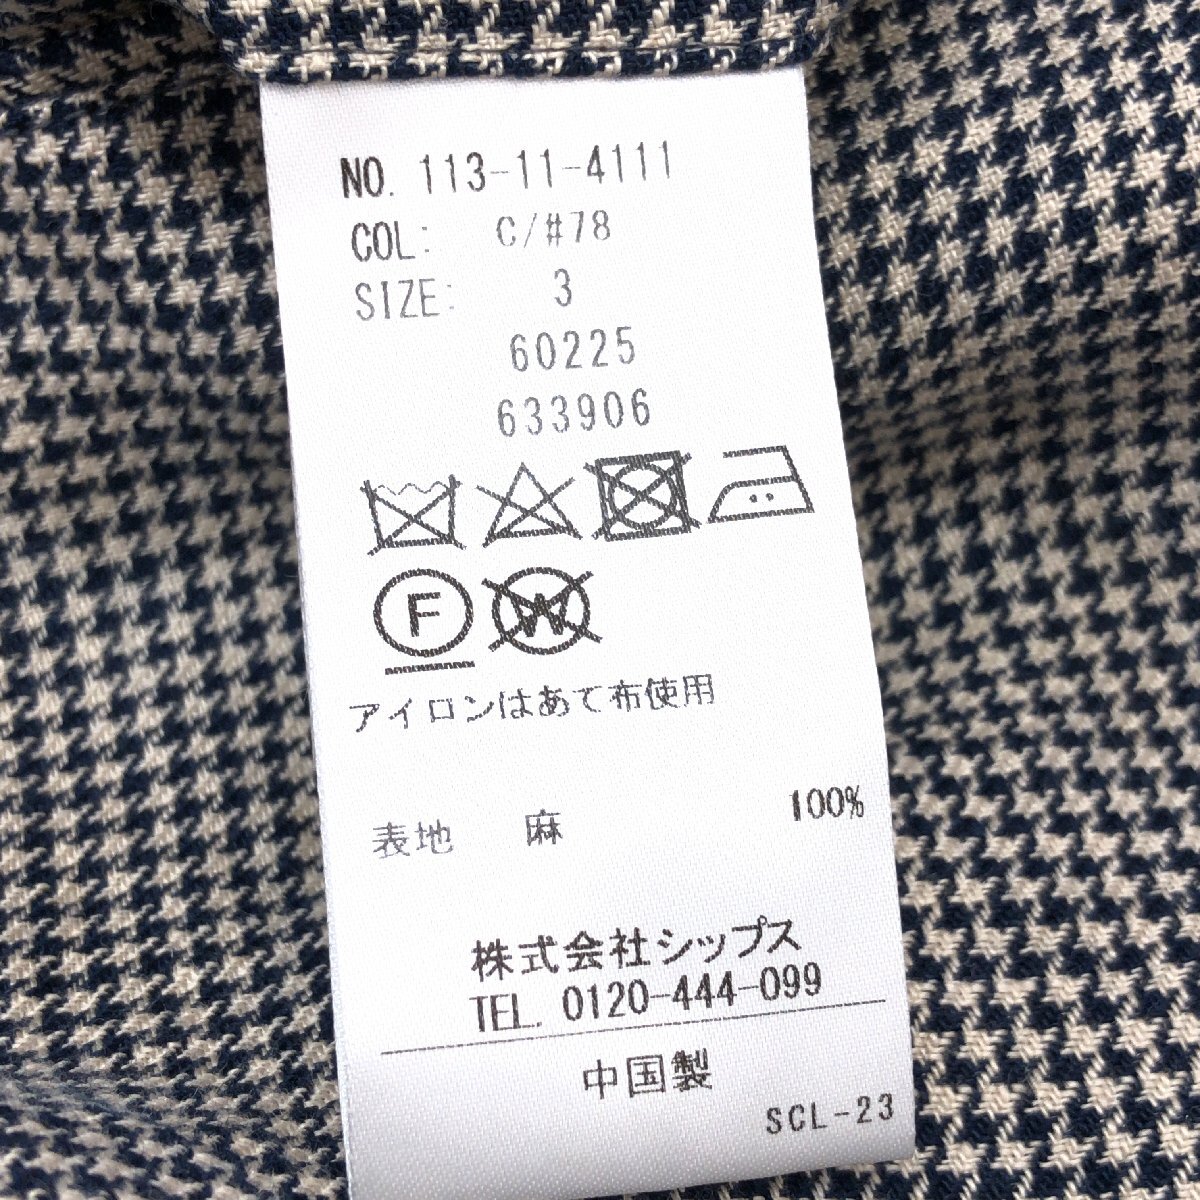 NO. 113-11-4111
COL: C/#78
SIZE: 3
60225
633906
F W
アイロンはあて布使用
表地 麻 100%
株式会社シップス
TEL. 0120-444-099
中国製
SCL-23